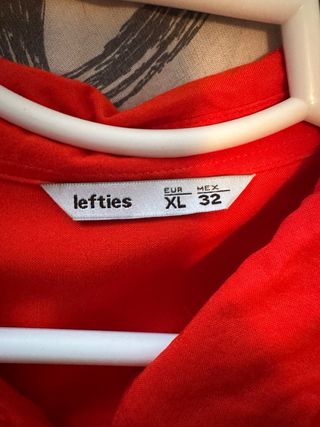 lefties
EUR MEX
XL 32